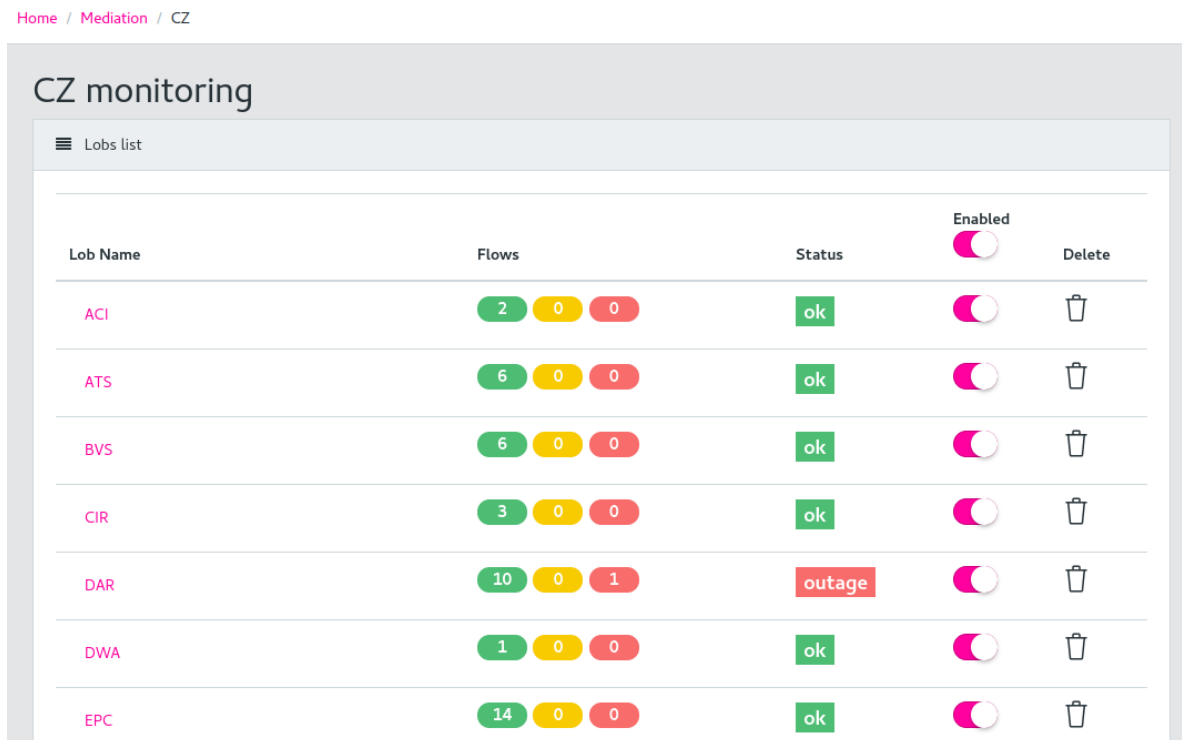 Home / Mediation / CZ
CZ monitoring
Lobs list
Lob Name Flows Status Enabled Delete
ACI 2 0 0 ok
ATS 6 0 0 ok
BVS 6 0 0 ok
CIR 3 0 0 ok
DAR 10 0 1 outage
DWA 1 0 0 ok
EPC 14 0 0 ok